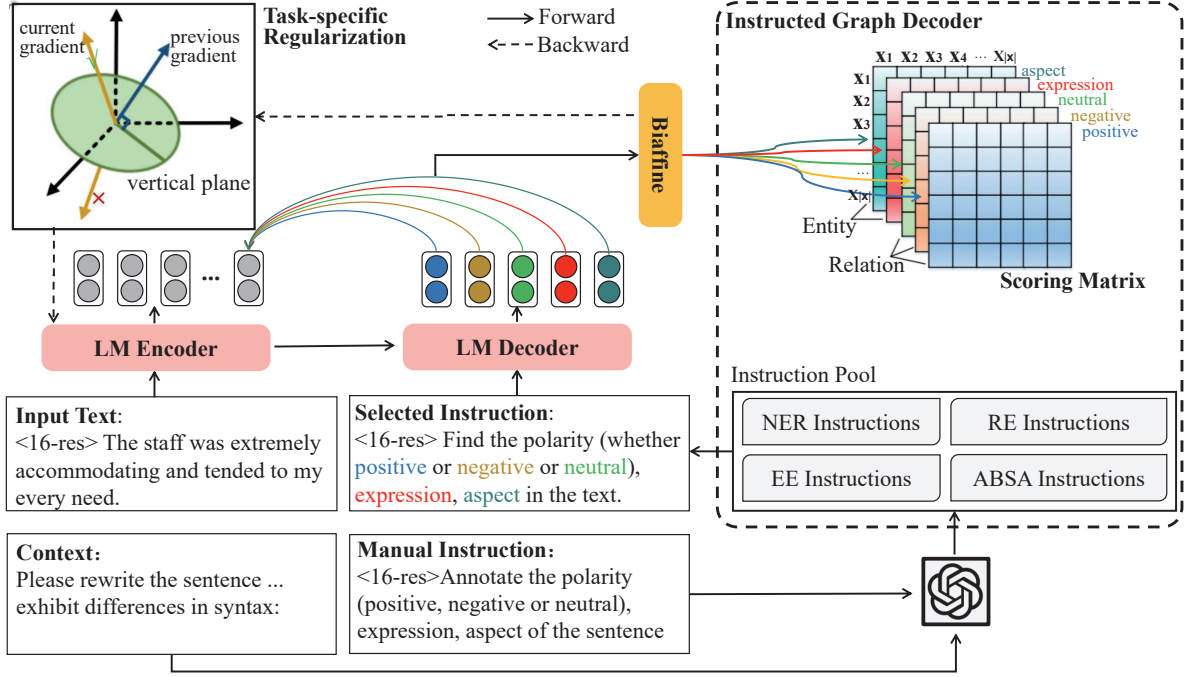 current
gradient
previous
gradient
vertical plane
×
Task-specific
Regularization
Forward
Backward
Biaffine
...
LM Encoder
LM Decoder
Input Text:
<16-res> The staff was extremely
accommodating and tended to my
every need.
Selected Instruction:
<16-res> Find the polarity (whether
positive or negative or neutral),
expression, aspect in the text.
Context:
Please rewrite the sentence ...
exhibit differences in syntax:
Manual Instruction:
<16-res>Annotate the polarity
(positive, negative or neutral),
expression, aspect of the sentence
Instructed Graph Decoder
x1 x2 x3 x4 ... x|x|
x1
x2
x3
...
x|x|
aspect
expression
neutral
negative
positive
Entity
Relation
Scoring Matrix
Instruction Pool
NER Instructions
RE Instructions
EE Instructions
ABSA Instructions